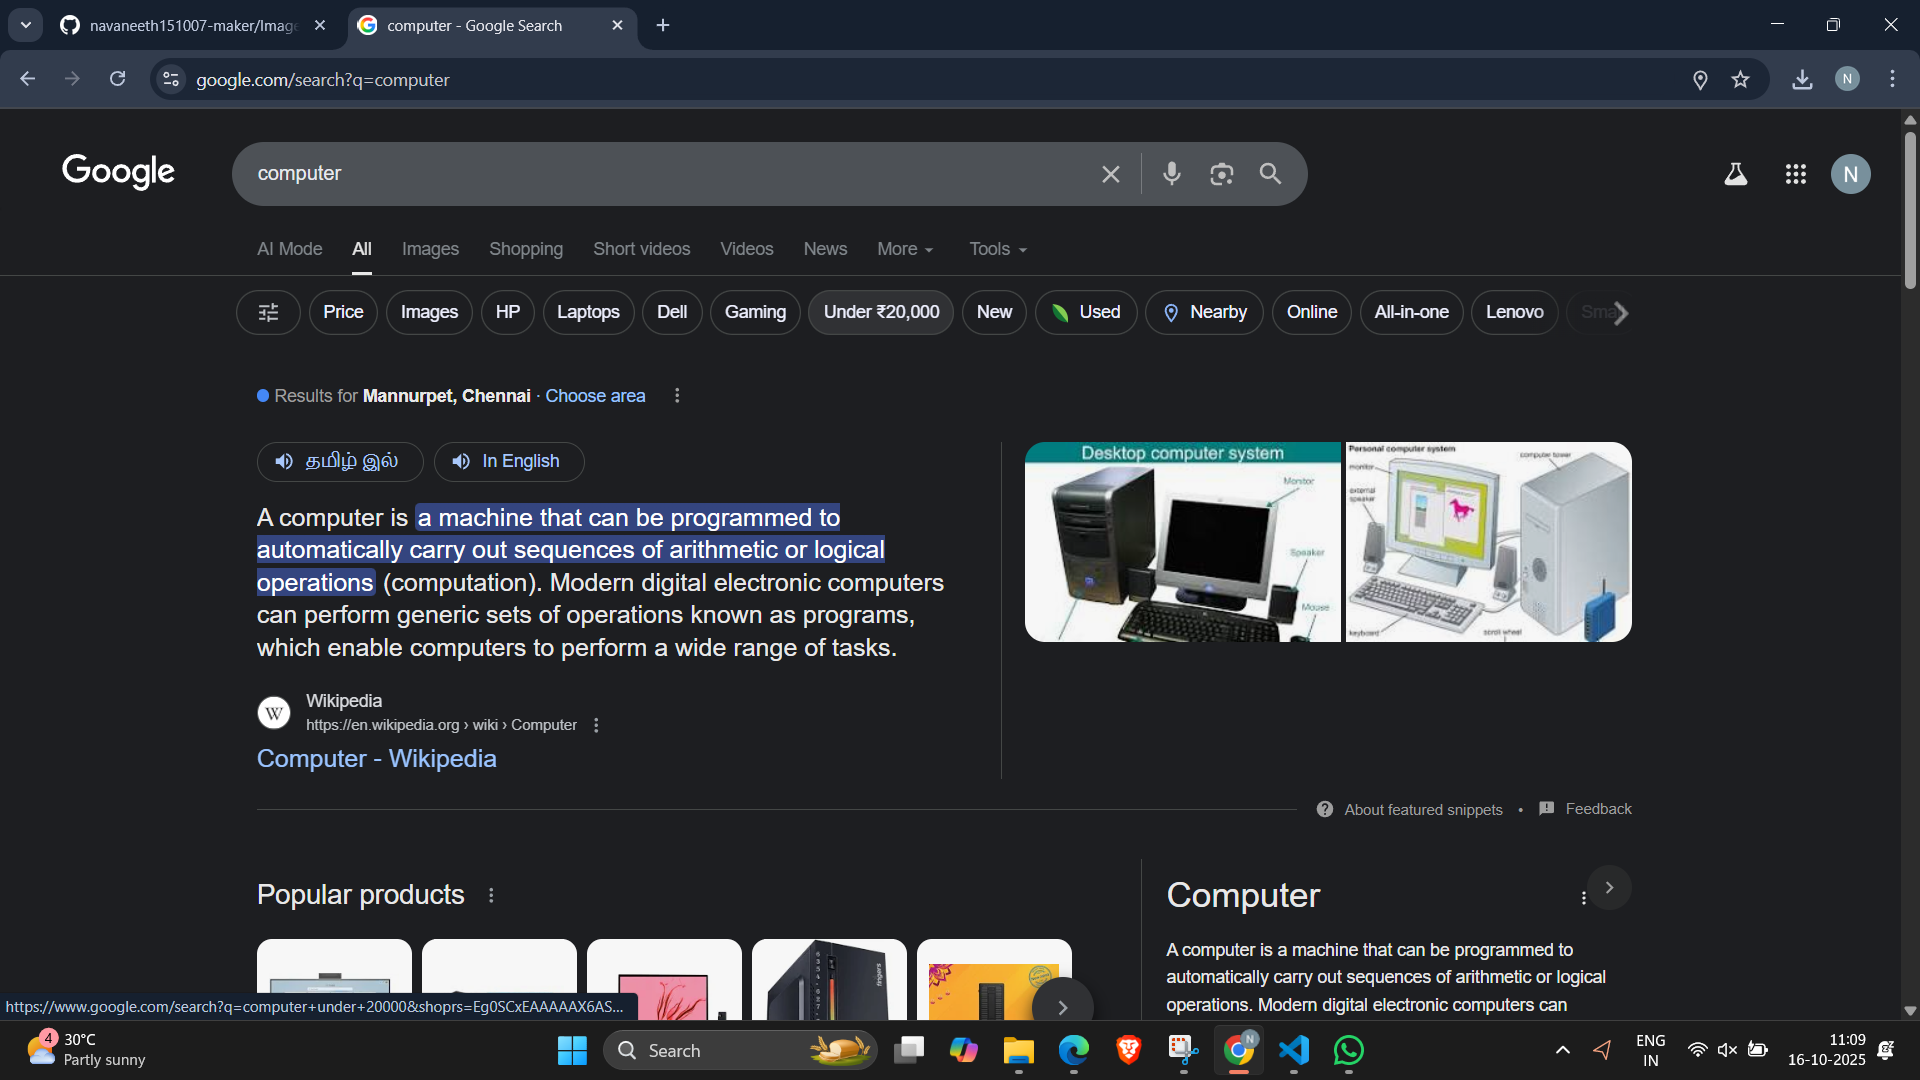 navaneeth151007-maker/Image
computer - Google Search
google.com/search?q=computer
N
Google
computer
N
AI Mode
All
Images
Shopping
Short videos
Videos
News
More
Tools
Price
Images
HP
Laptops
Dell
Gaming
Under ₹20,000
New
Used
Nearby
Online
All-in-one
Lenovo
Sma
Results for Mannurpet, Chennai · Choose area
தமிழ் இல்
In English
A computer is a machine that can be programmed to
automatically carry out sequences of arithmetic or logical
operations (computation). Modern digital electronic computers
can perform generic sets of operations known as programs,
which enable computers to perform a wide range of tasks.
Desktop computer system
Monitor
Speaker
Mouse
Personal computer system
computer tower
monitor
external
speaker
keyboard
scroll wheel
W
Wikipedia
https://en.wikipedia.org › wiki › Computer
Computer - Wikipedia
About featured snippets • Feedback
Popular products
fingers
Computer
A computer is a machine that can be programmed to
automatically carry out sequences of arithmetic or logical
operations. Modern digital electronic computers can
https://www.google.com/search?q=computer+under+20000&shoprs=Eg0SCxEAAAAAX6AS...
4
30°C
Partly sunny
Search
N
ENG
IN
11:09
16-10-2025